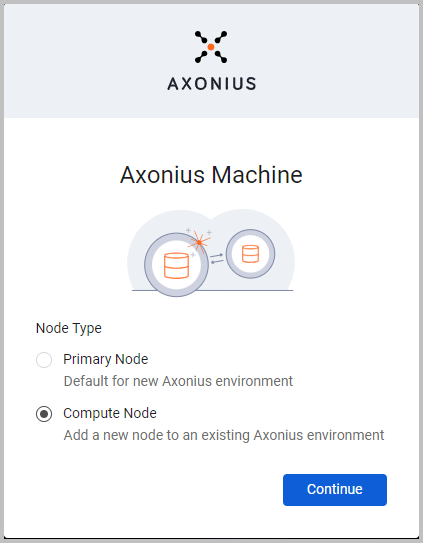 AXONIUS
Axonius Machine
Node Type
Primary Node
Default for new Axonius environment
Compute Node
Add a new node to an existing Axonius environment
Continue